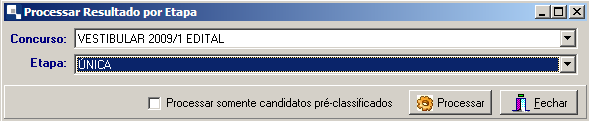 Processar Resultado por Etapa
Concurso: VESTIBULAR 2009/1 EDITAL
Etapa: ÚNICA
Processar somente candidatos pré-classificados Processar Fechar